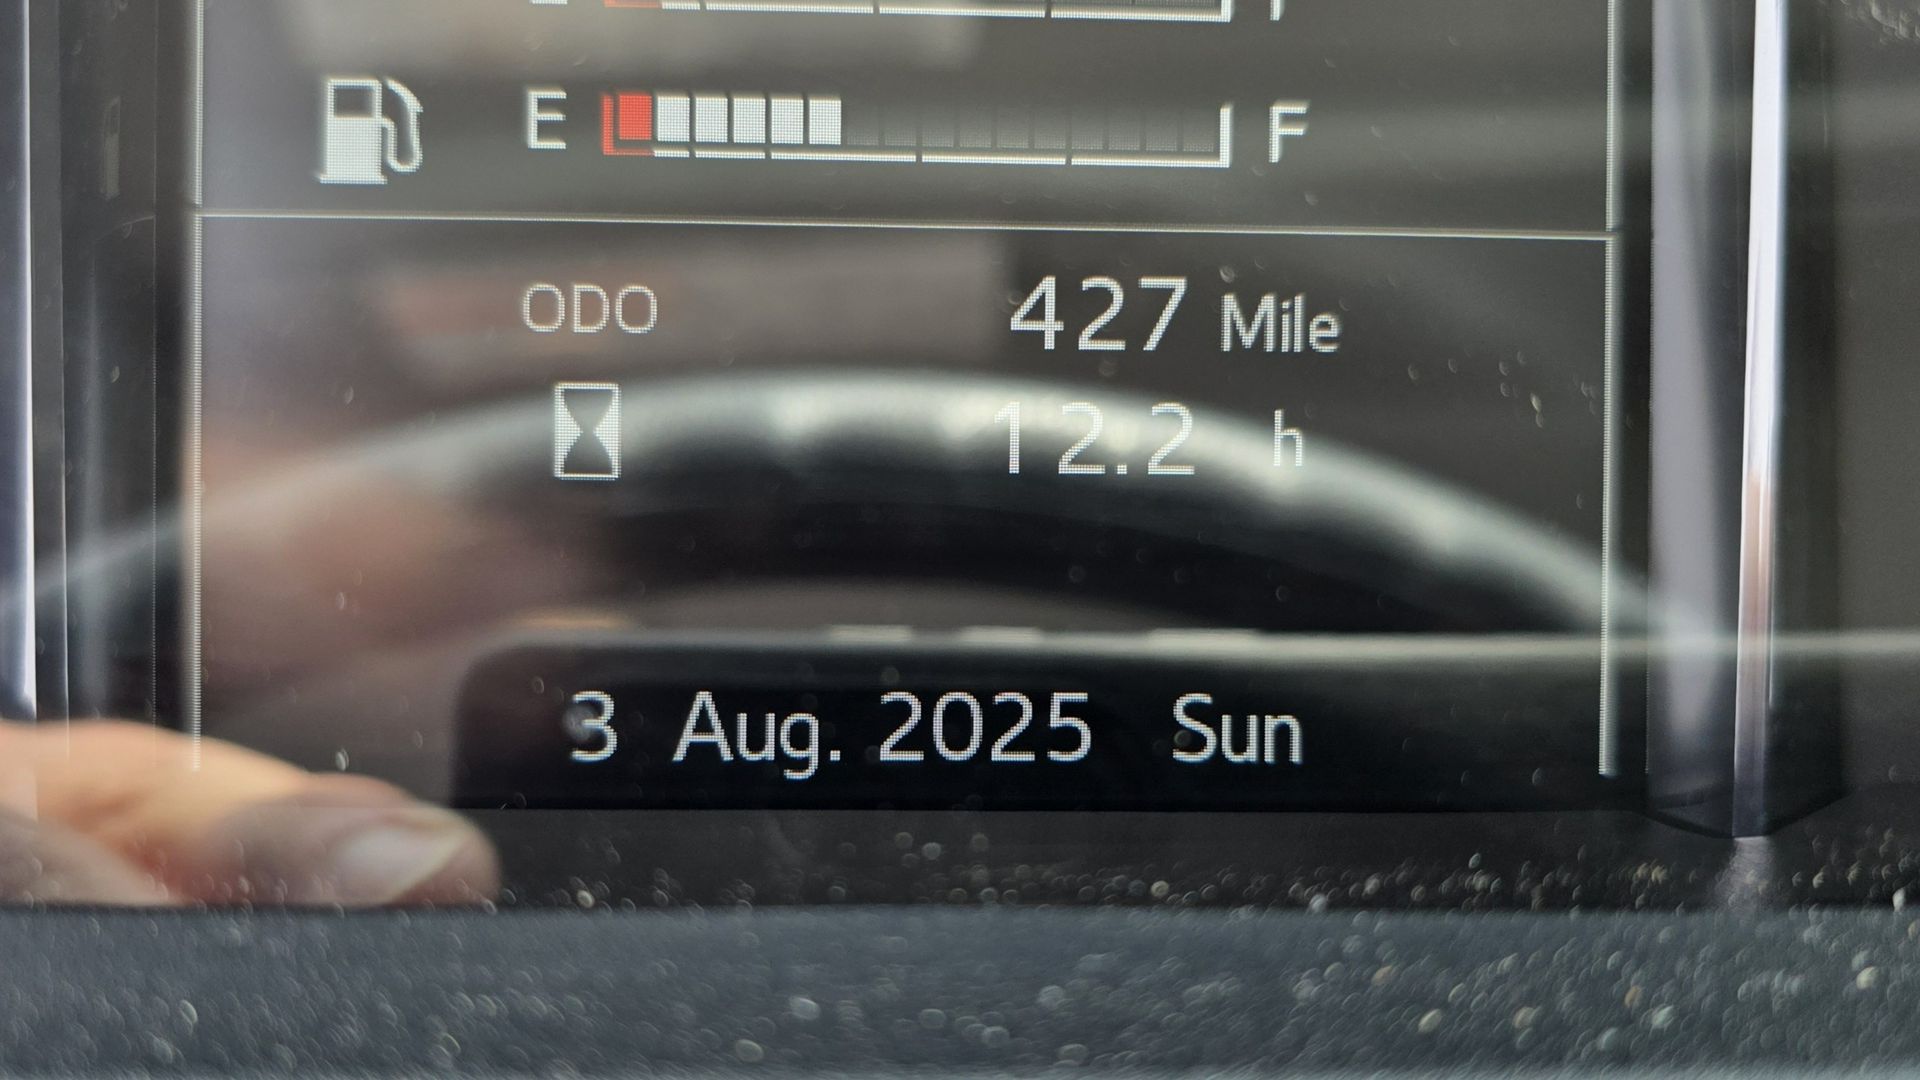 E F
ODO 427 Mile
12.2 h
3 Aug. 2025 Sun